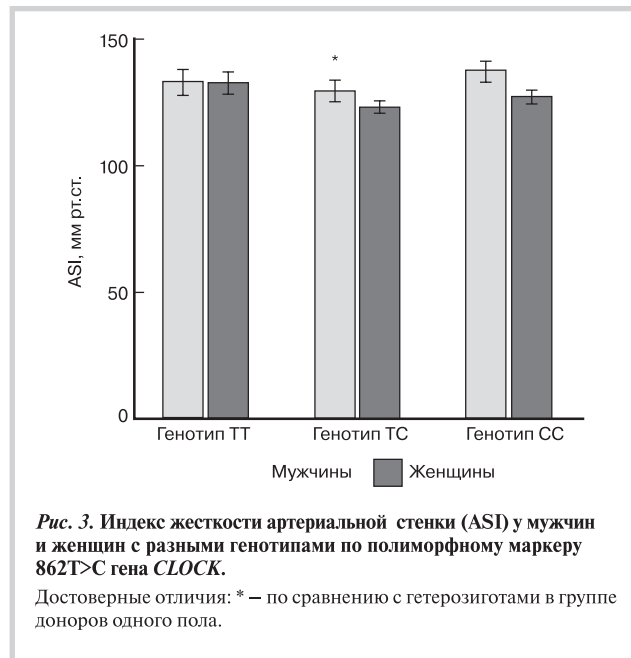 150
*
100
ASI, мм рт.ст.
50
0
Генотип ТТ Генотип ТС Генотип СС
Мужчины Женщины
Рис. 3. Индекс жесткости артериальной стенки (ASI) у мужчин
и женщин с разными генотипами по полиморфному маркеру
862T>C гена CLOCK.
Достоверные отличия: * – по сравнению с гетерозиготами в группе
доноров одного пола.